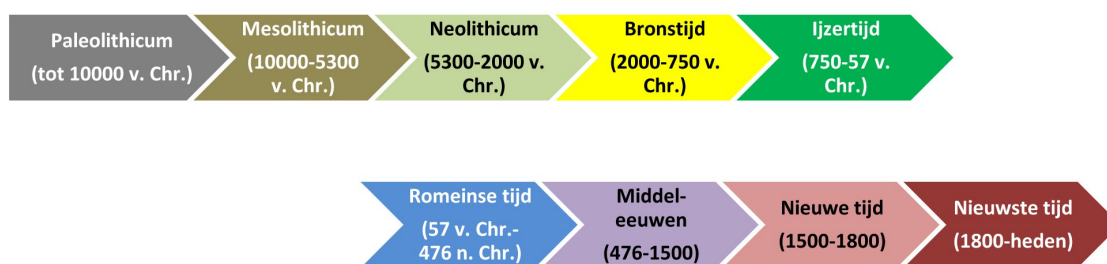 Paleolithicum
(tot 10000 v. Chr.)
Mesolithicum
(10000-5300
v. Chr.)
Neolithicum
(5300-2000 v.
Chr.)
Bronstijd
(2000-750 v.
Chr.)
Ijzertijd
(750-57 v.
Chr.)
Romeinse tijd
(57 v. Chr.-
476 n. Chr.)
Middel-
eeuwen
(476-1500)
Nieuwe tijd
(1500-1800)
Nieuwste tijd
(1800-heden)